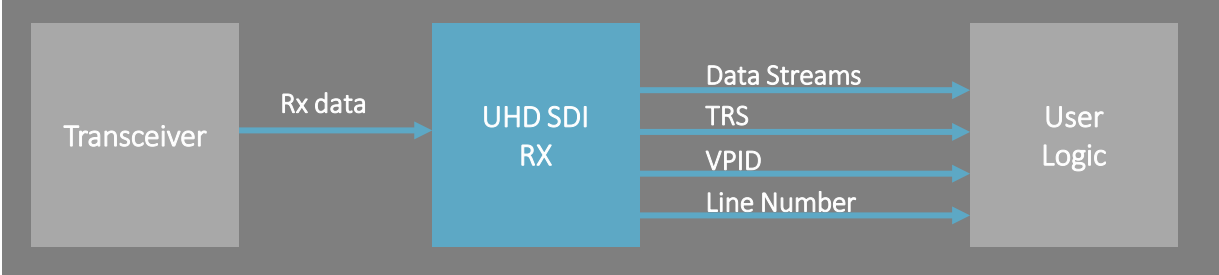 Transceiver
Rx data
UHD SDI
RX
Data Streams
TRS
VPID
Line Number
User
Logic